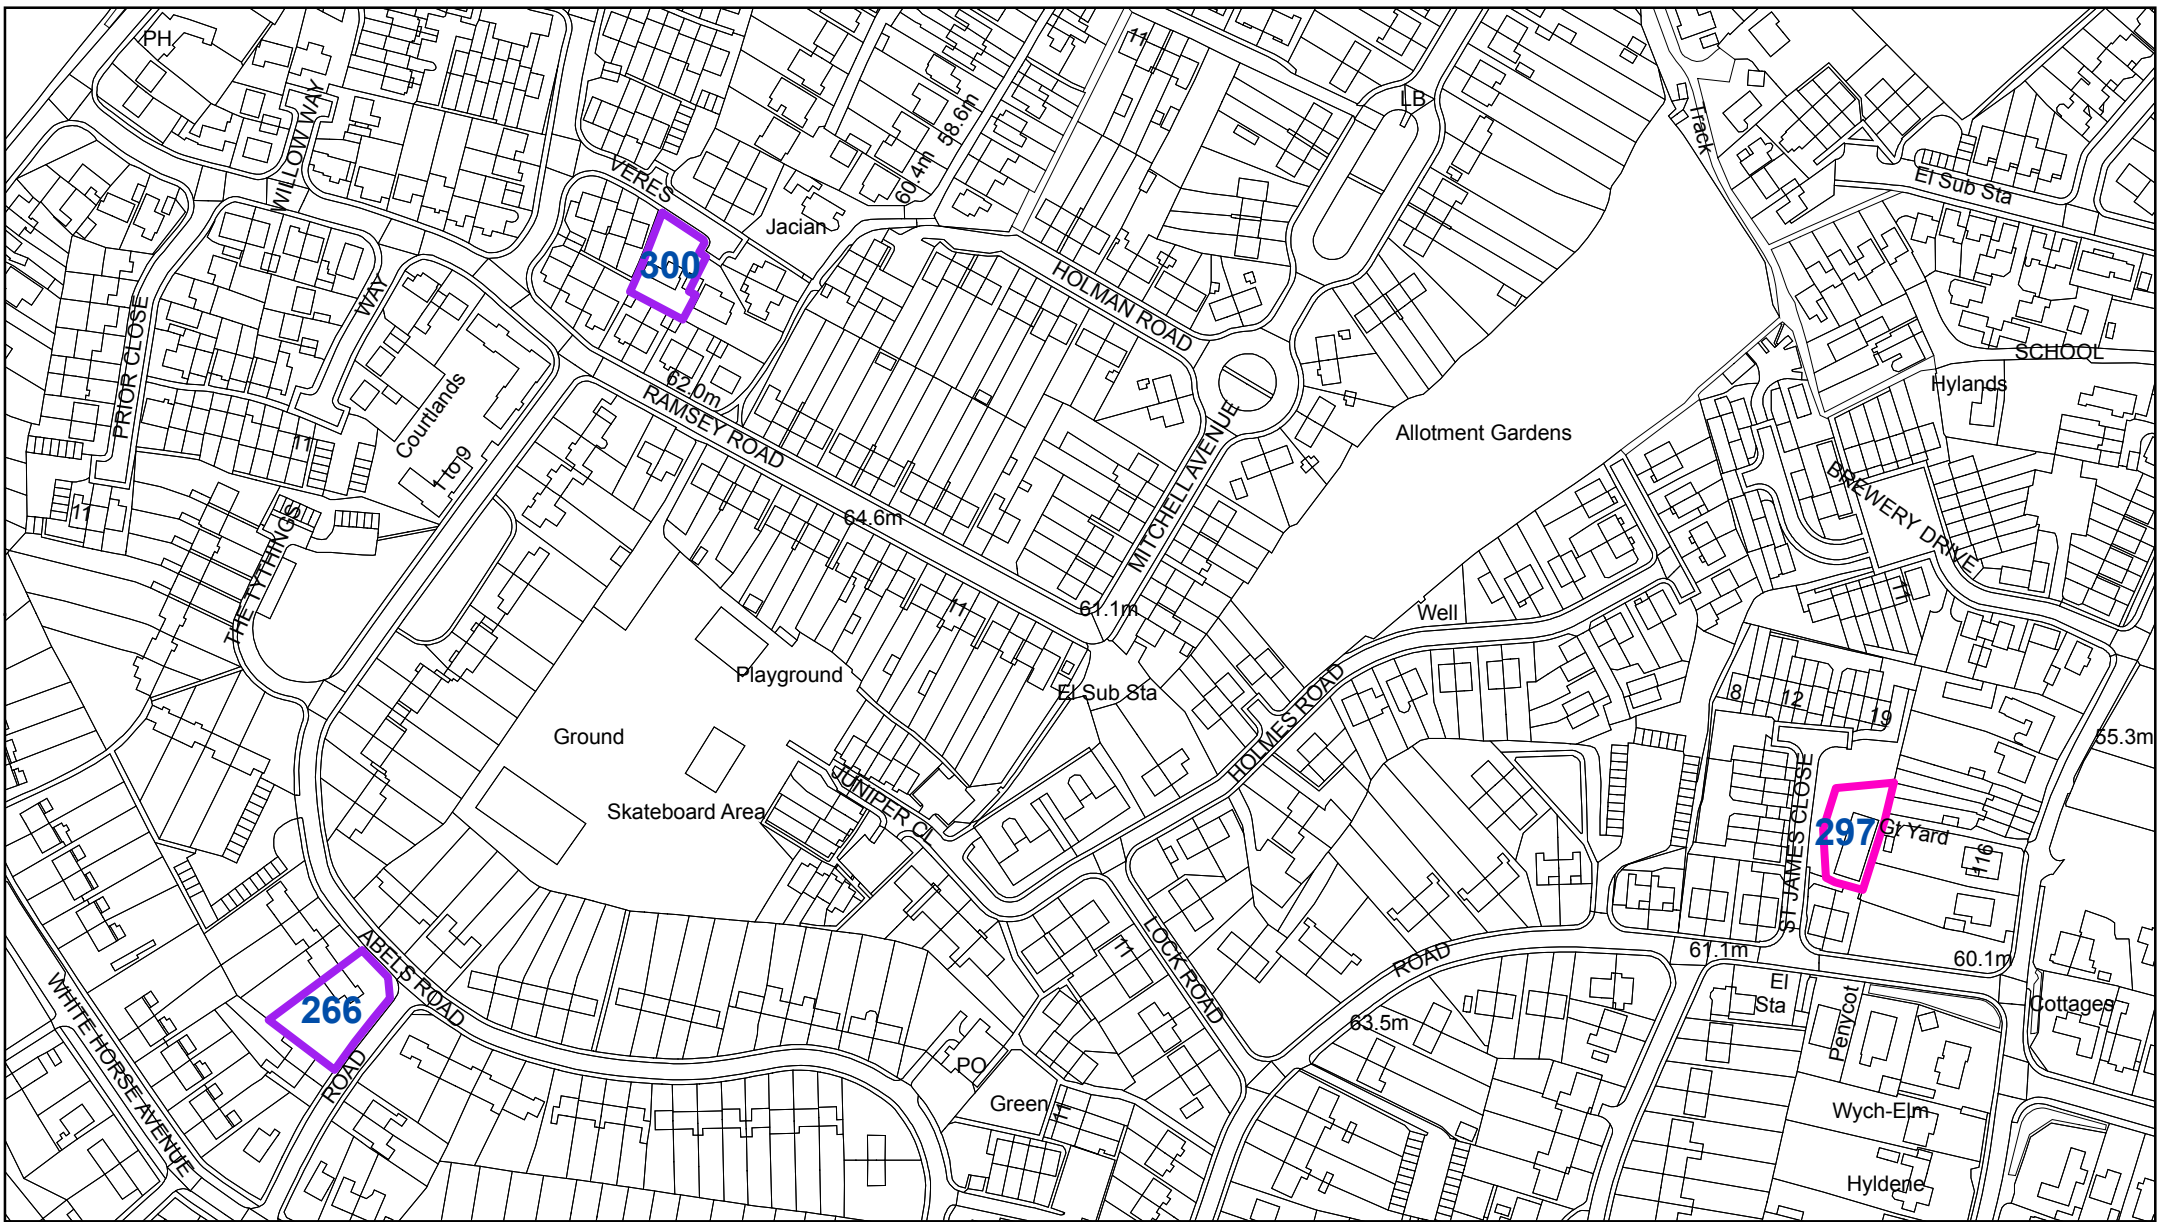 PH
11
LB
58.6m
60.4m
Track
WILLOW WAY
VERES
El Sub Sta
Jacian
300
HOLMAN ROAD
WAY
PRIOR CLOSE
SCHOOL
Hylands
62.0m
RAMSEY ROAD
Courtlands
1 to 9
Allotment Gardens
MITCHELL AVENUE
11
BREWERY DRIVE
11
64.6m
THE TYTHINGS
11
61.1m
Well
11
Playground
El Sub Sta
8
12
19
Ground
HOLMES ROAD
55.3m
JUNIPER CL
Skateboard Area
ST JAMES CLOSE
297
Gt Yard
116
ABELS ROAD
11
LOCK ROAD
ROAD
61.1m
60.1m
WHITE HORSE AVENUE
266
El
Sta
Penycot
Cottages
63.5m
PO
ROAD
Green
11
Wych-Elm
Hyldene